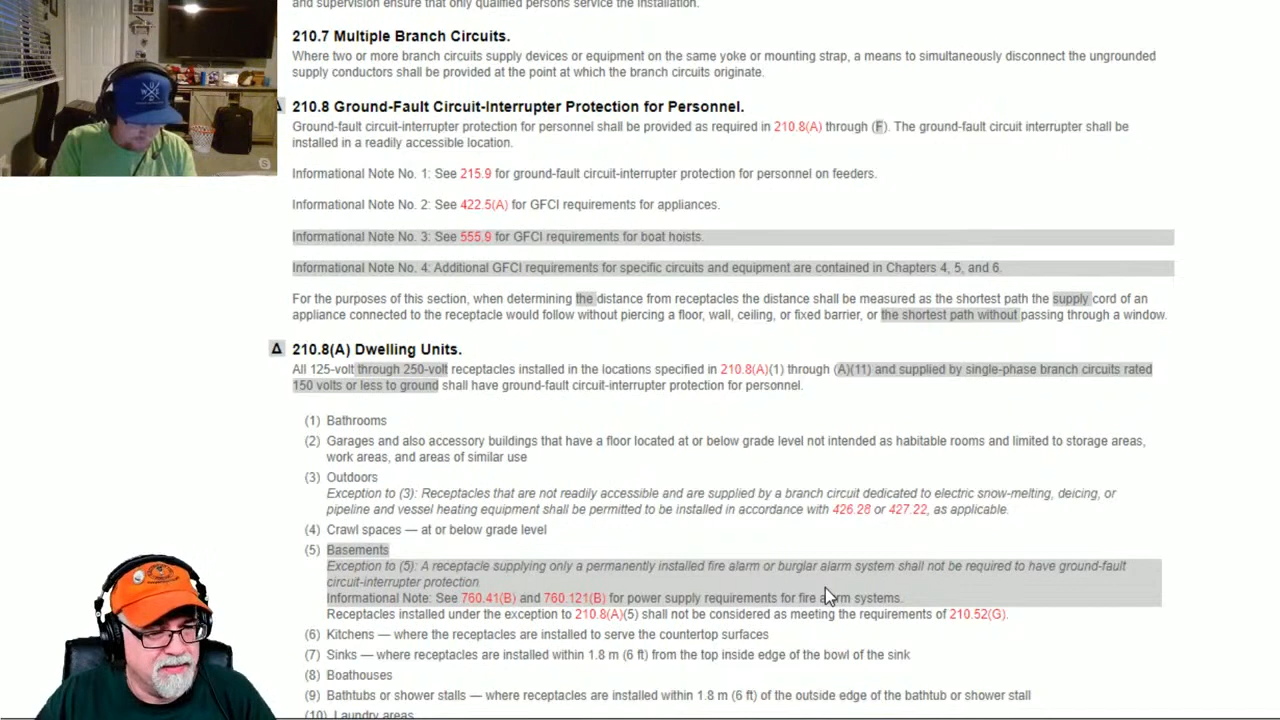 and supervision ensure that only qualified persons service the installation.
210.7 Multiple Branch Circuits.
Where two or more branch circuits supply devices or equipment on the same yoke or mounting strap, a means to simultaneously disconnect the ungrounded
supply conductors shall be provided at the point at which the branch circuits originate.
Δ 210.8 Ground-Fault Circuit-Interrupter Protection for Personnel.
Ground-fault circuit-interrupter protection for personnel shall be provided as required in 210.8(A) through (F). The ground-fault circuit interrupter shall be
installed in a readily accessible location.
Informational Note No. 1: See 215.9 for ground-fault circuit-interrupter protection for personnel on feeders.
Informational Note No. 2: See 422.5(A) for GFCI requirements for appliances.
Informational Note No. 3: See 555.9 for GFCI requirements for boat hoists.
Informational Note No. 4: Additional GFCI requirements for specific circuits and equipment are contained in Chapters 4, 5, and 6.
For the purposes of this section, when determining the distance from receptacles the distance shall be measured as the shortest path the supply cord of an
appliance connected to the receptacle would follow without piercing a floor, wall, ceiling, or fixed barrier, or the shortest path without passing through a window.
Δ 210.8(A) Dwelling Units.
All 125-volt through 250-volt receptacles installed in the locations specified in 210.8(A)(1) through (A)(11) and supplied by single-phase branch circuits rated
150 volts or less to ground shall have ground-fault circuit-interrupter protection for personnel.
(1) Bathrooms
(2) Garages and also accessory buildings that have a floor located at or below grade level not intended as habitable rooms and limited to storage areas,
work areas, and areas of similar use
(3) Outdoors
Exception to (3): Receptacles that are not readily accessible and are supplied by a branch circuit dedicated to electric snow-melting, deicing, or
pipeline and vessel heating equipment shall be permitted to be installed in accordance with 426.28 or 427.22, as applicable.
(4) Crawl spaces — at or below grade level
(5) Basements
Exception to (5): A receptacle supplying only a permanently installed fire alarm or burglar alarm system shall not be required to have ground-fault
circuit-interrupter protection.
Informational Note: See 760.41(B) and 760.121(B) for power supply requirements for fire alarm systems.
Receptacles installed under the exception to 210.8(A)(5) shall not be considered as meeting the requirements of 210.52(G).
(6) Kitchens — where the receptacles are installed to serve the countertop surfaces
(7) Sinks — where receptacles are installed within 1.8 m (6 ft) from the top inside edge of the bowl of the sink
(8) Boathouses
(9) Bathtubs or shower stalls — where receptacles are installed within 1.8 m (6 ft) of the outside edge of the bathtub or shower stall
(10) Laundry areas